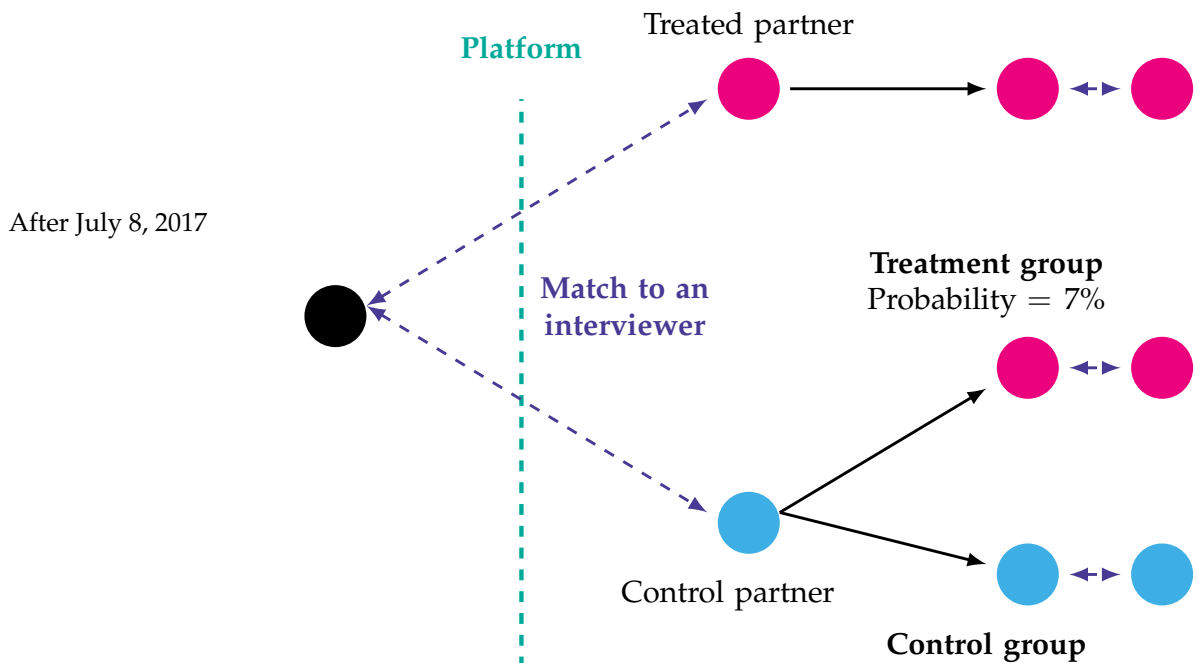 Treated partner
Platform
After July 8, 2017
Match to an
interviewer
Treatment group
Probability = 7%
Control partner
Control group